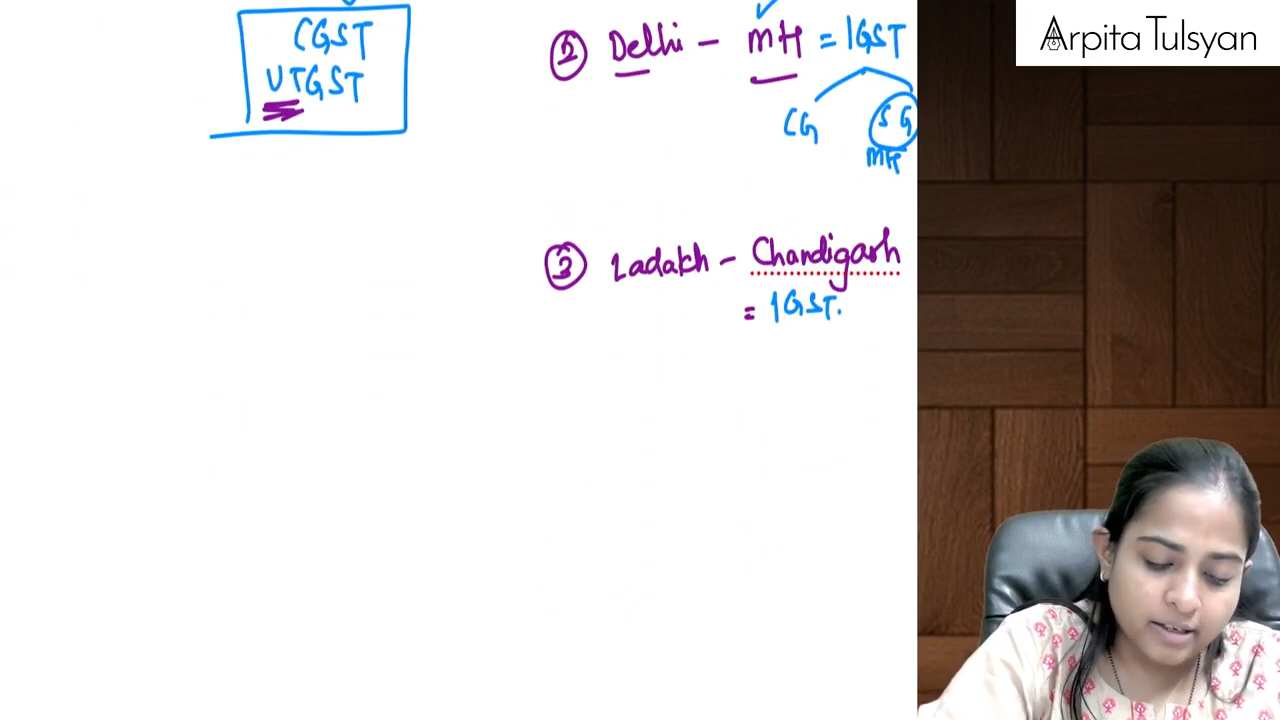 CGST
UTGST
② Delhi - MH = IGST
CG SG
MH
③ Ladakh - Chandigarh
= IGST.
Arpita Tulsyan